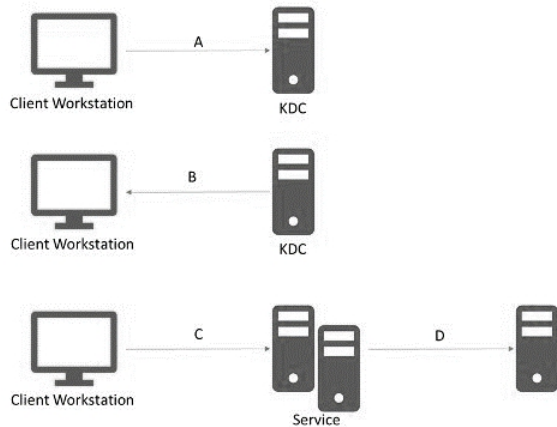 A
Client Workstation
KDC
B
Client Workstation
KDC
C
D
Client Workstation
Service